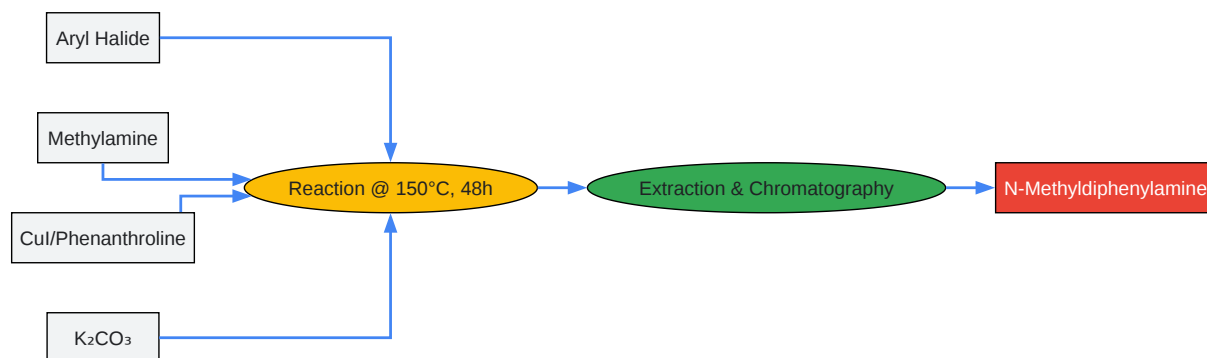 Aryl Halide
Methylamine
CuI/Phenanthroline
K₂CO₃
Reaction @ 150°C, 48h
Extraction & Chromatography
N-Methyldiphenylamine